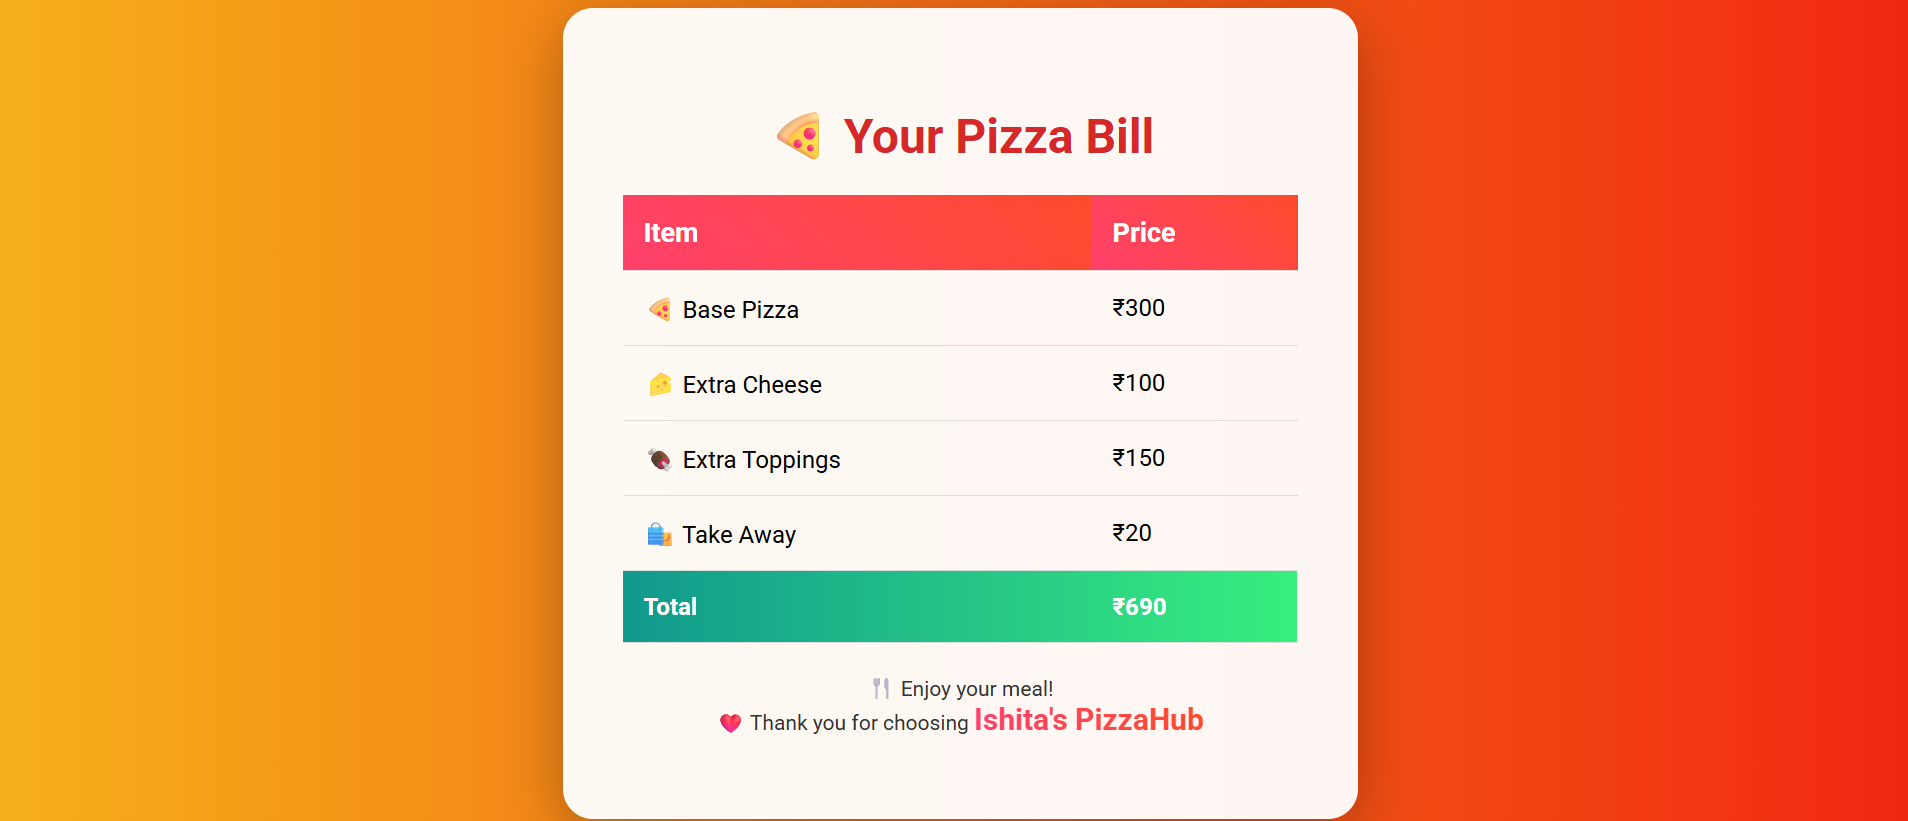 🍕 Your Pizza Bill
Item Price
🍕 Base Pizza ₹300
🧀 Extra Cheese ₹100
🍖 Extra Toppings ₹150
🛍️ Take Away ₹20
Total ₹690
🍴 Enjoy your meal!
❤️ Thank you for choosing Ishita's PizzaHub